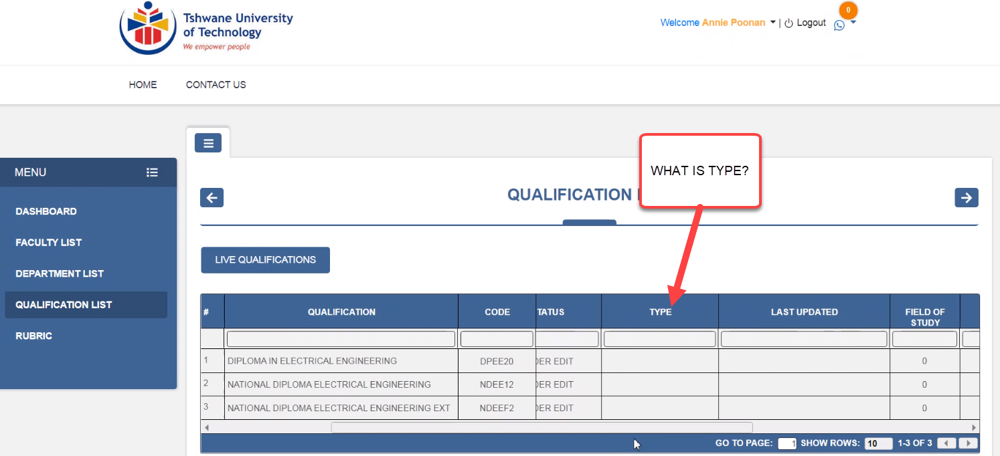 Tshwane University
of Technology
We empower people
0
Welcome Annie Poonan | Logout
HOME CONTACT US
MENU
DASHBOARD
FACULTY LIST
DEPARTMENT LIST
QUALIFICATION LIST
RUBRIC
WHAT IS TYPE?
QUALIFICATION
LIVE QUALIFICATIONS
# QUALIFICATION CODE TATUS TYPE LAST UPDATED FIELD OF
STUDY
1 DIPLOMA IN ELECTRICAL ENGINEERING DPEE20 DER EDIT 0
2 NATIONAL DIPLOMA ELECTRICAL ENGINEERING NDEE12 DER EDIT 0
3 NATIONAL DIPLOMA ELECTRICAL ENGINEERING EXT NDEEF2 DER EDIT 0
GO TO PAGE: 1 SHOW ROWS: 10 1-3 OF 3